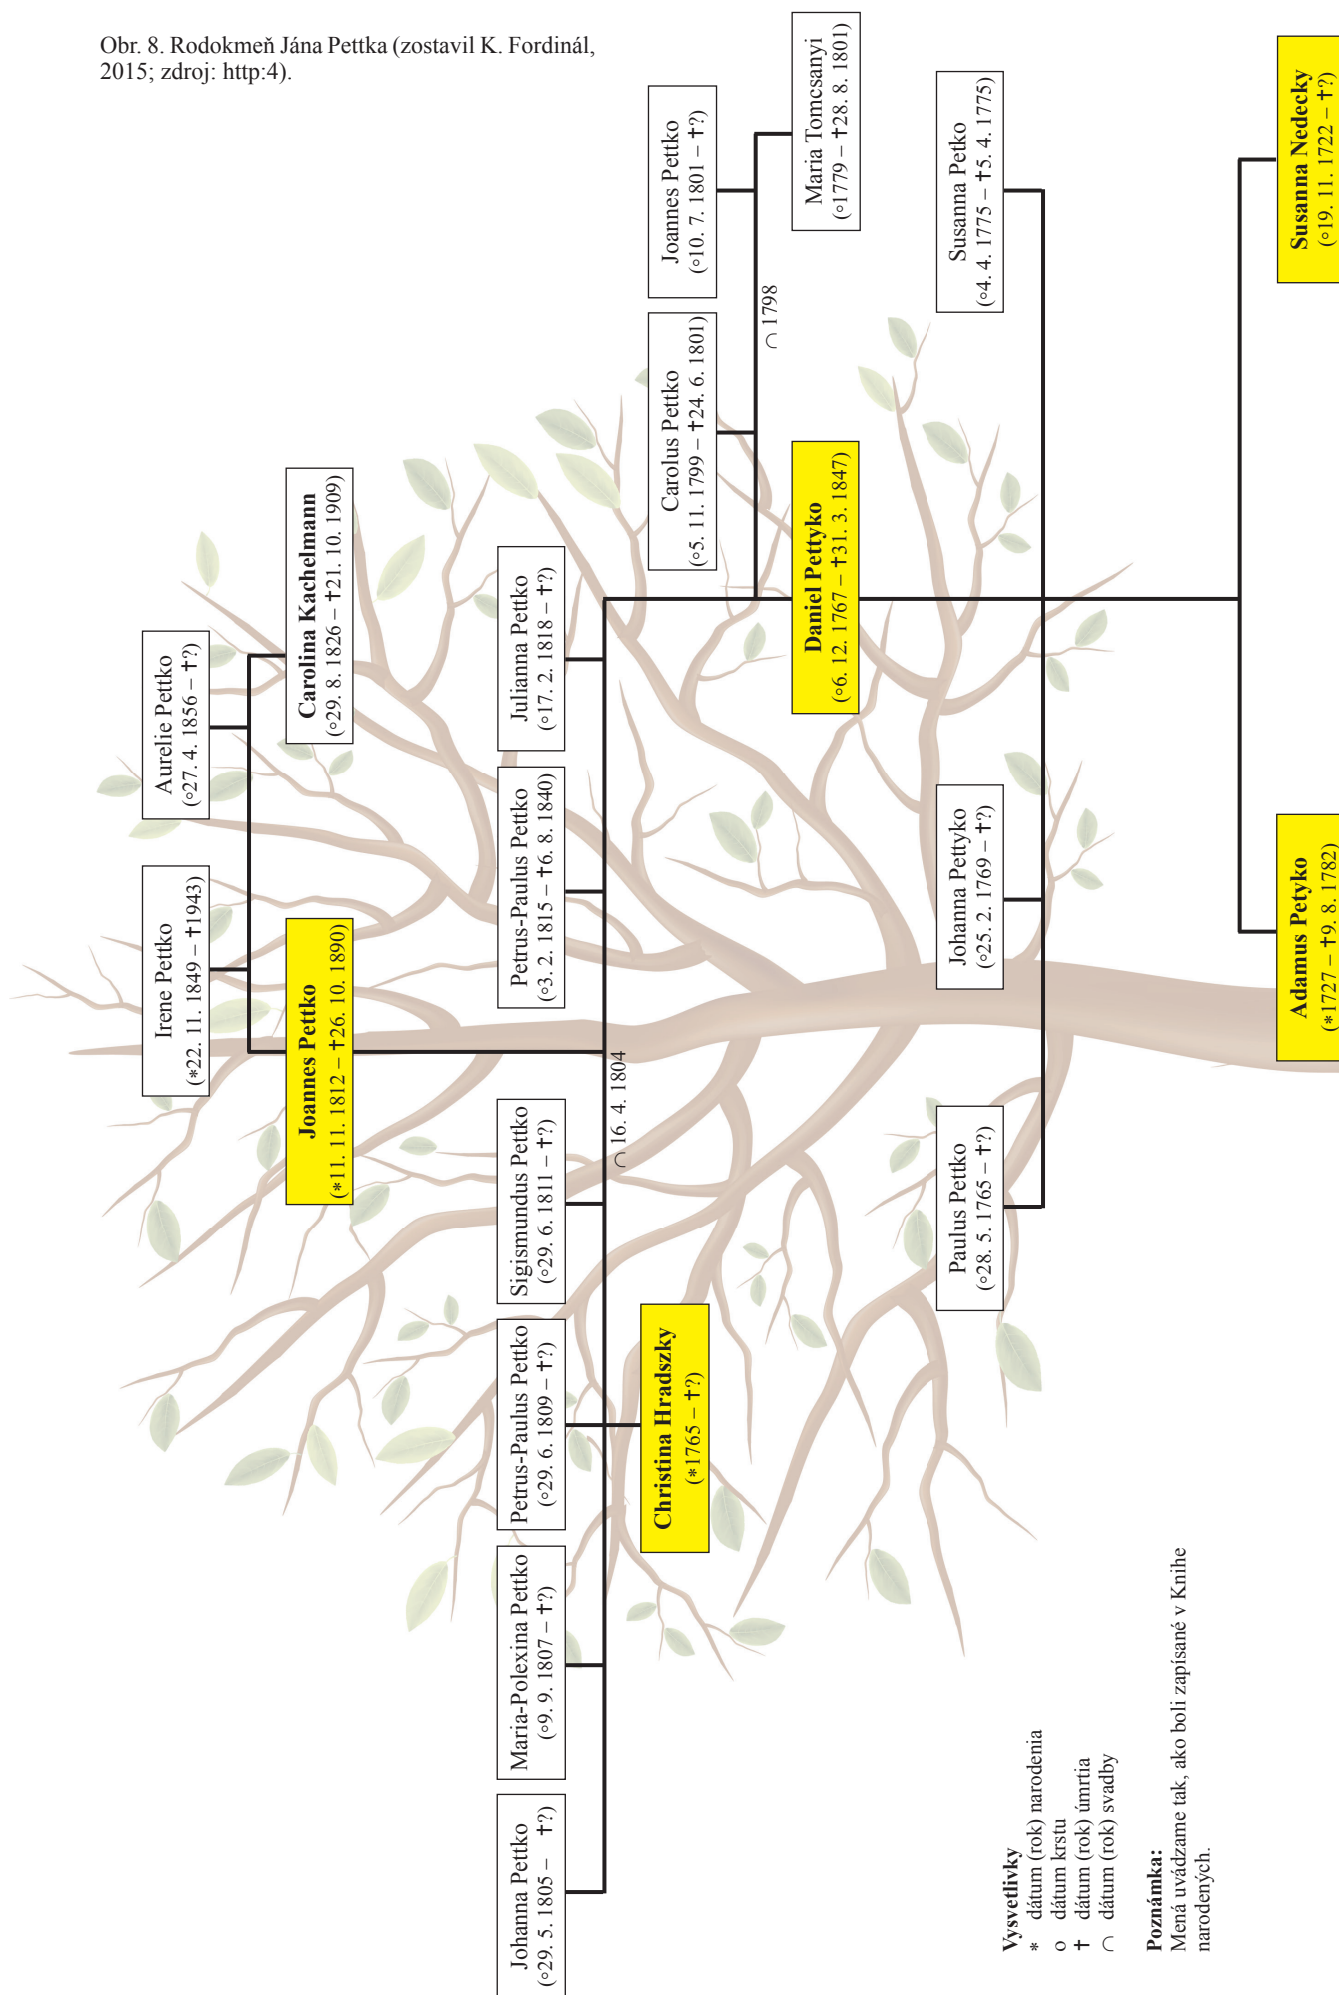 Obr. 8. Rodokmeň Jána Pettka (zostavil K. Fordinál,
2015; zdroj: http:4).
Irene Pettko
(*22. 11. 1849 – †1943)
Aurelie Pettko
(○27. 4. 1856 – †?)
Joannes Pettko
(*11. 11. 1812 – †26. 10. 1890)
Carolina Kachelmann
(○29. 8. 1826 – †21. 10. 1909)
Johanna Pettko
(○29. 5. 1805 – †?)
Maria-Polexina Pettko
(○9. 9. 1807 – †?)
Petrus-Paulus Pettko
(○29. 6. 1809 – †?)
Sigismundus Pettko
(○29. 6. 1811 – †?)
Petrus-Paulus Pettko
(○3. 2. 1815 – †6. 8. 1840)
Julianna Pettko
(○17. 2. 1818 – †?)
∩ 16. 4. 1804
Carolus Pettko
(○5. 11. 1799 – †24. 6. 1801)
Joannes Pettko
(○10. 7. 1801 – †?)
Christina Hradszky
(*1765 – †?)
∩ 1798
Daniel Pettyko
(○6. 12. 1767 – †31. 3. 1847)
Maria Tomcsanyi
(○1779 – †28. 8. 1801)
Paulus Pettko
(○28. 5. 1765 – †?)
Johanna Pettyko
(○25. 2. 1769 – †?)
Susanna Petko
(○4. 4. 1775 – †5. 4. 1775)
Adamus Petyko
(*1727 – †9. 8. 1782)
Susanna Nedecky
(○19. 11. 1722 – †?)
Vysvetlivky
* dátum (rok) narodenia
○ dátum krstu
† dátum (rok) úmrtia
∩ dátum (rok) svadby
Poznámka:
Mená uvádzame tak, ako boli zapísané v Knihe
narodených.